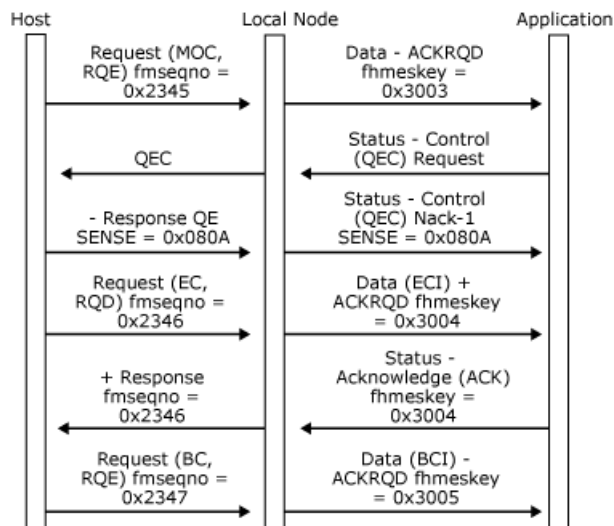 Host Local Node Application
Request (MOC,
RQE) fmseqno =
0x2345
Data - ACKRQD
fhmeskey =
0x3003
QEC
Status - Control
(QEC) Request
- Response QE
SENSE = 0x080A
Status - Control
(QEC) Nack-1
SENSE = 0x080A
Request (EC,
RQD) fmseqno =
0x2346
Data (ECI) +
ACKRQD fhmeskey
= 0x3004
+ Response
fmseqno =
0x2346
Status -
Acknowledge (ACK)
fhmeskey =
0x3004
Request (BC,
RQE) fmseqno =
0x2347
Data (BCI) -
ACKRQD fhmeskey
= 0x3005